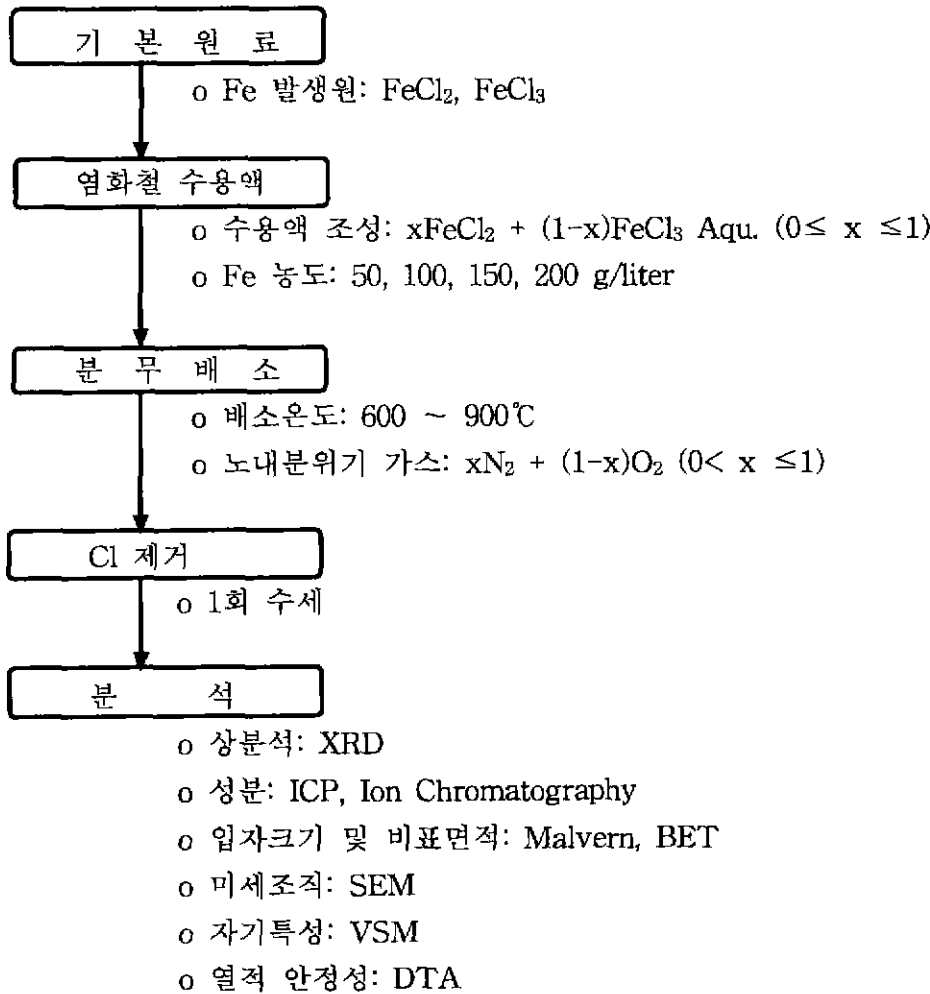 기 본 원 료
o Fe 발생원: FeCl₂, FeCl₃
염화철 수용액
o 수용액 조성: xFeCl₂ + (1-x)FeCl₃ Aqu. (0≤ x ≤1)
o Fe 농도: 50, 100, 150, 200 g/liter
분 무 배 소
o 배소온도: 600 ~ 900℃
o 노내분위기 가스: xN₂ + (1-x)O₂ (0< x ≤1)
Cl 제거
o 1회 수세
분 석
o 상분석: XRD
o 성분: ICP, Ion Chromatography
o 입자크기 및 비표면적: Malvern, BET
o 미세조직: SEM
o 자기특성: VSM
o 열적 안정성: DTA